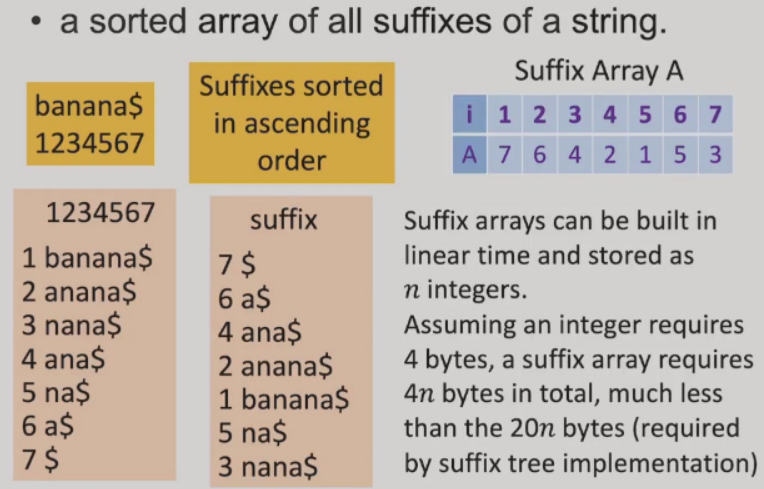 • a sorted array of all suffixes of a string.
banana$
1234567
Suffixes sorted
in ascending
order
Suffix Array A
i 1 2 3 4 5 6 7
A 7 6 4 2 1 5 3
1234567
1 banana$
2 anana$
3 nana$
4 ana$
5 na$
6 a$
7 $
suffix
7 $
6 a$
4 ana$
2 anana$
1 banana$
5 na$
3 nana$
Suffix arrays can be built in
linear time and stored as
n integers.
Assuming an integer requires
4 bytes, a suffix array requires
4n bytes in total, much less
than the 20n bytes (required
by suffix tree implementation)